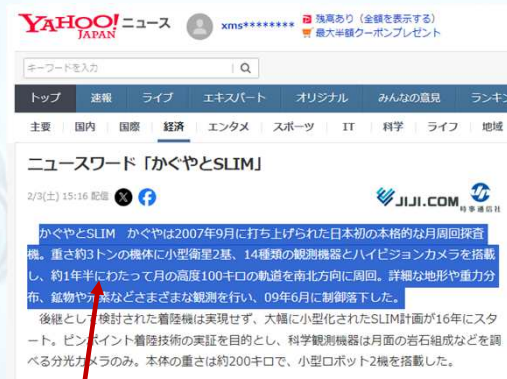 YAHOO! JAPAN ニュース
xms********
残高あり（全額を表示する）
最大半額クーポンプレゼント
キーワードを入力
トップ 速報 ライブ エキスパート オリジナル みんなの意見 ランキン
主要 国内 国際 経済 エンタメ スポーツ IT 科学 ライフ 地域
ニュースワード「かぐやとSLIM」
2/3(土) 15:16 配信
JIJI.COM 時事通信社
かぐやとSLIM　かぐやは2007年9月に打ち上げられた日本初の本格的な月周回探査
機。重さ約3トンの機体に小型衛星2基、14種類の観測機器とハイビジョンカメラを搭載
し、約1年半にわたって月の高度100キロの軌道を南北方向に周回。詳細な地形や重力分
布、鉱物や元素などさまざまな観測を行い、09年6月に制御落下した。
後継として検討された着陸機は実現せず、大幅に小型化されたSLIM計画が16年にスタ
ート。ピンポイント着陸技術の実証を目的とし、科学観測機器は月面の岩石組成などを調
べる分光カメラのみ。本体の重さは約200キロで、小型ロボット2機を搭載した。